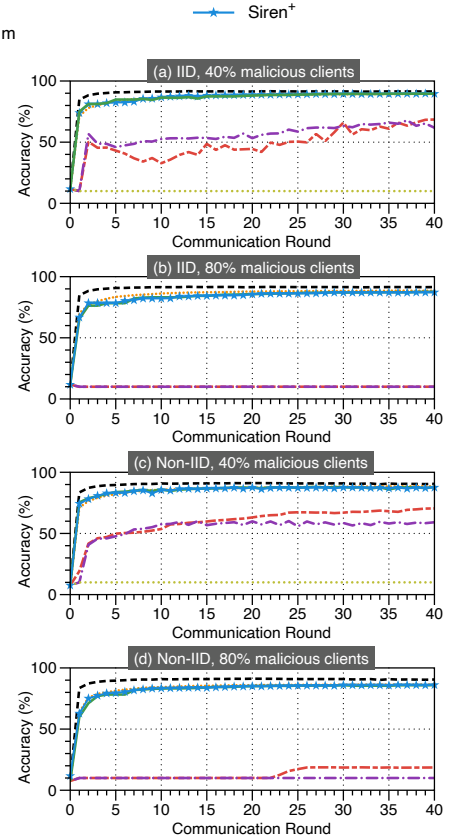 Siren+
m
(a) IID, 40% malicious clients
Accuracy (%)
100
50
0
0 5 10 15 20 25 30 35 40
Communication Round
(b) IID, 80% malicious clients
Accuracy (%)
100
50
0
0 5 10 15 20 25 30 35 40
Communication Round
(c) Non-IID, 40% malicious clients
Accuracy (%)
100
50
0
0 5 10 15 20 25 30 35 40
Communication Round
(d) Non-IID, 80% malicious clients
Accuracy (%)
100
50
0
0 5 10 15 20 25 30 35 40
Communication Round